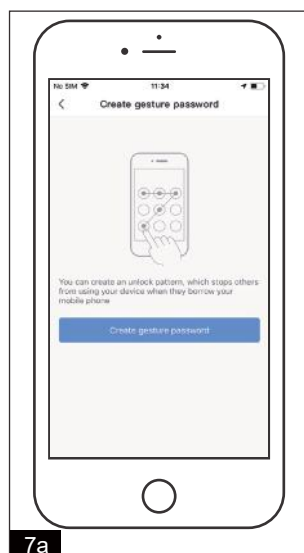 No SIM 11:34
Create gesture password
You can create an unlock pattern, which stops others
from using your device when they borrow your
mobile phone
Create gesture password
7a